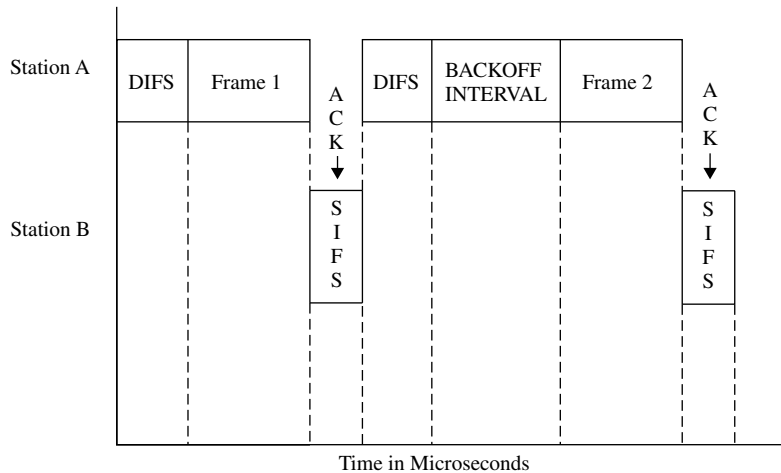 Station A
DIFS
Frame 1
A
C
K
DIFS
BACKOFF
INTERVAL
Frame 2
A
C
K
Station B
S
I
F
S
S
I
F
S
Time in Microseconds